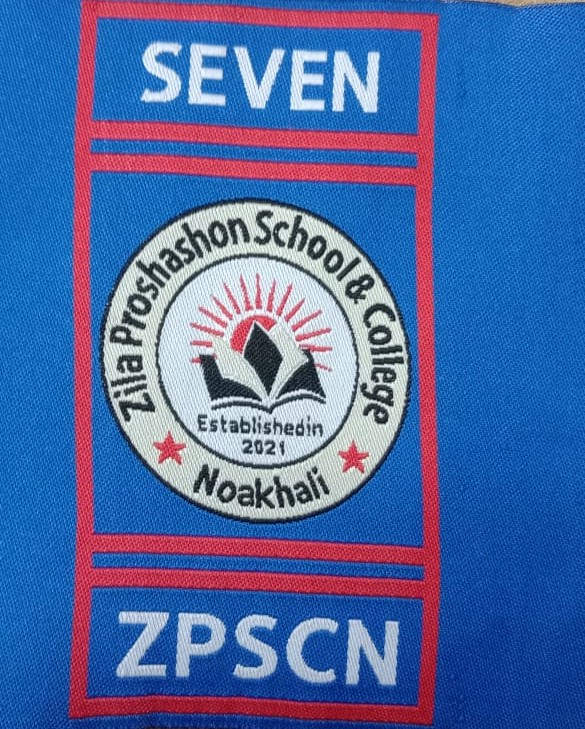 SEVEN
Zila Proshashon School & College
Establishedin
2021
Noakhali
ZPSCN